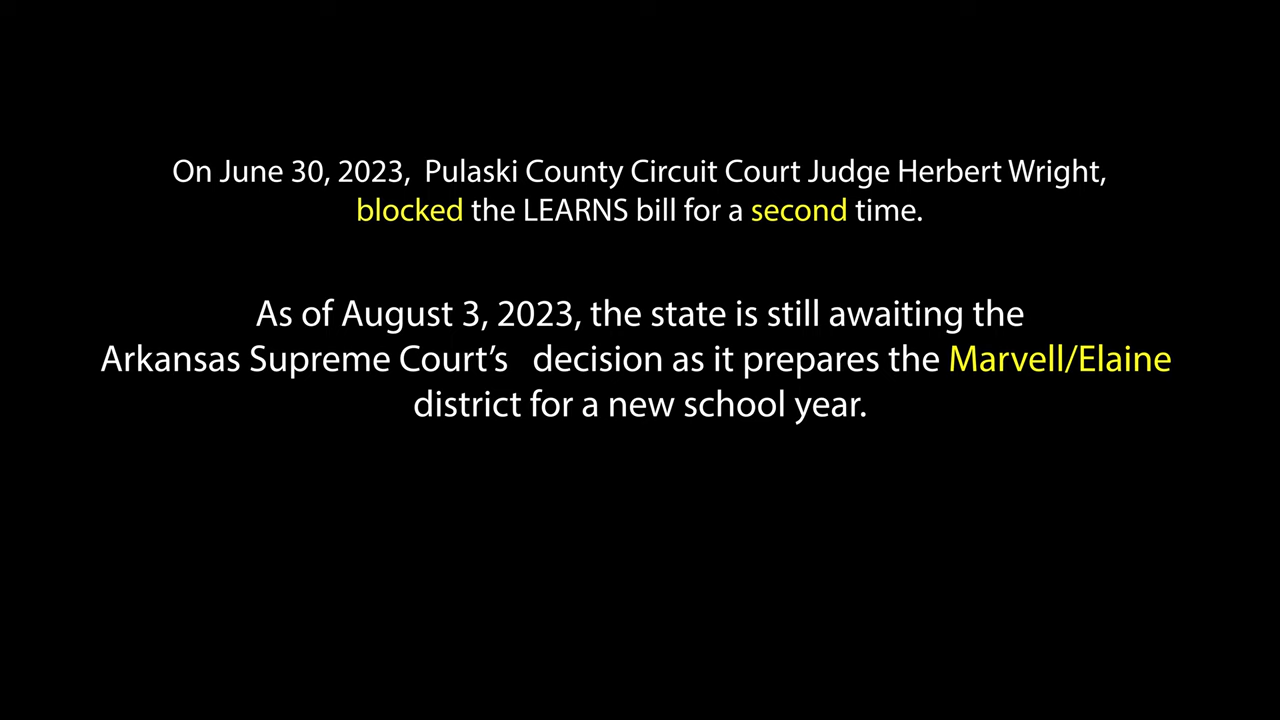 On June 30, 2023,  Pulaski County Circuit Court Judge Herbert Wright,
blocked the LEARNS bill for a second time.
As of August 3, 2023, the state is still awaiting the
Arkansas Supreme Court’s   decision as it prepares the Marvell/Elaine
district for a new school year.